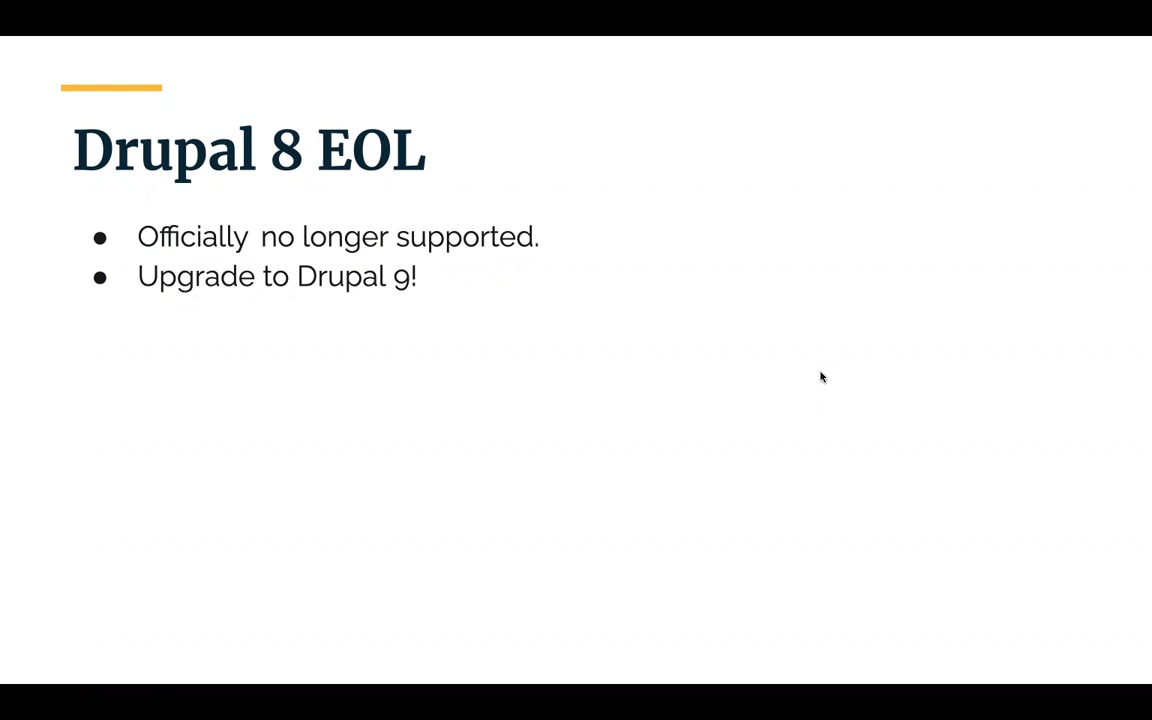 Drupal 8 EOL
● Officially no longer supported.
● Upgrade to Drupal 9!